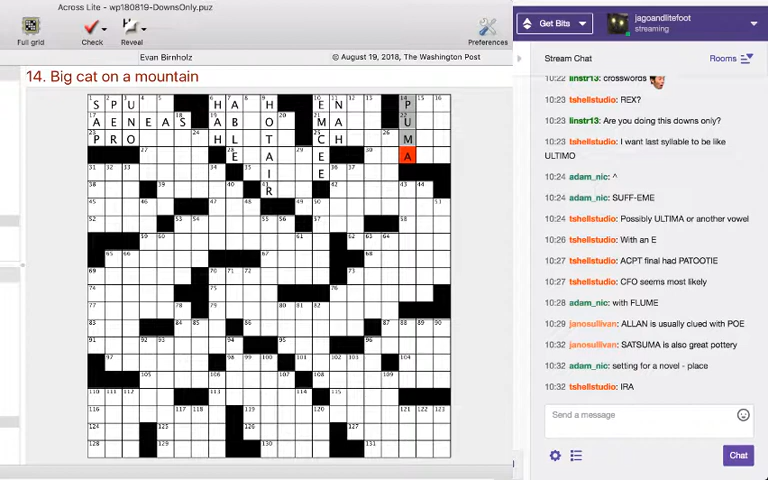 Across Lite - wp180819-DownsOnly.puz
Full grid
Check
Reveal
Preferences
Evan Birnholz
© August 19, 2018, The Washington Post
14. Big cat on a mountain
S P U H A H E N P
A E R N E A S A B O M A U
P R O H L T C H M
E A E A
I E
R
Get Bits
jagoandlitefoot
streaming
Stream Chat
Rooms
10:22 linstr13: crosswords
10:23 tshellstudio: REX?
10:23 linstr13: Are you doing this downs only?
10:23 tshellstudio: I want last syllable to be like
ULTIMO
10:24 adam_nic: ^
10:24 adam_nic: SUFF-EME
10:24 tshellstudio: Possibly ULTIMA or another vowel
10:26 tshellstudio: With an E
10:27 tshellstudio: ACPT final had PATOOTIE
10:27 tshellstudio: CFO seems most likely
10:28 adam_nic: with FLUME
10:29 janosullivan: ALLAN is usually clued with POE
10:32 janosullivan: SATSUMA is also great pottery
10:32 adam_nic: setting for a novel - place
10:32 tshellstudio: IRA
Send a message
Chat